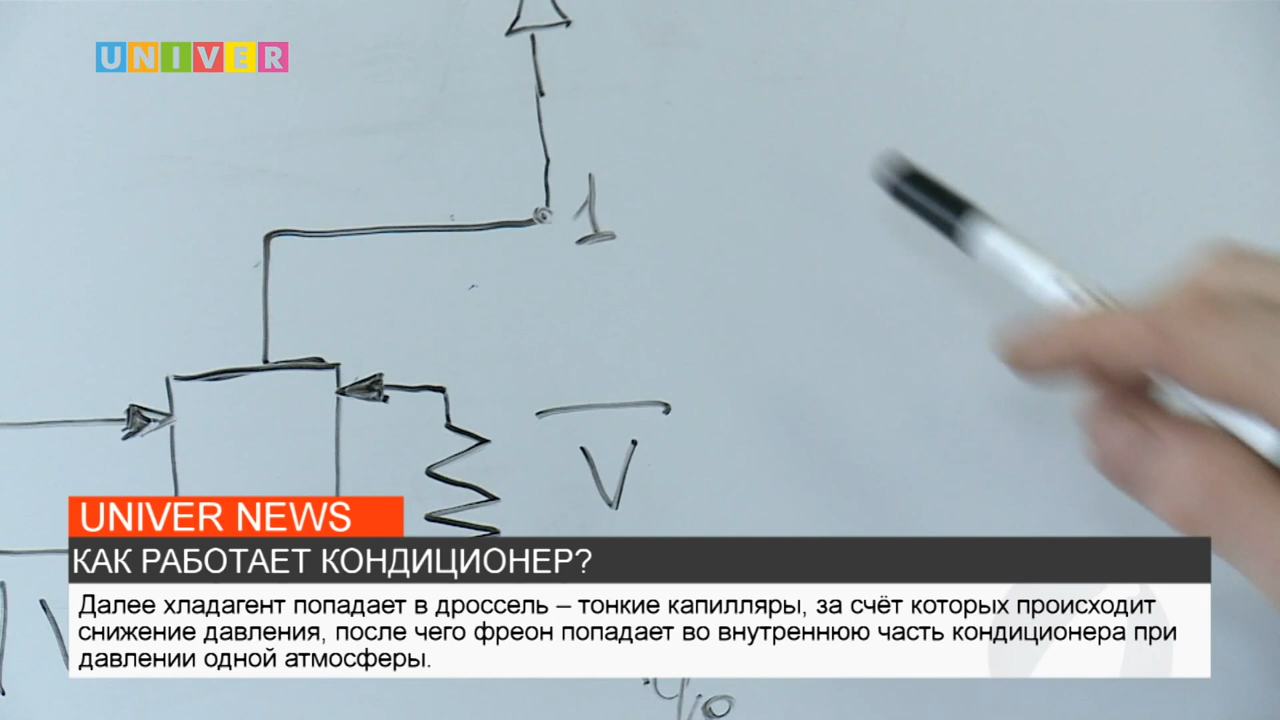 UNIVER
1
V
UNIVER NEWS
КАК РАБОТАЕТ КОНДИЦИОНЕР?
Далее хладагент попадает в дроссель – тонкие капилляры, за счёт которых происходит
снижение давления, после чего фреон попадает во внутреннюю часть кондиционера при
давлении одной атмосферы.